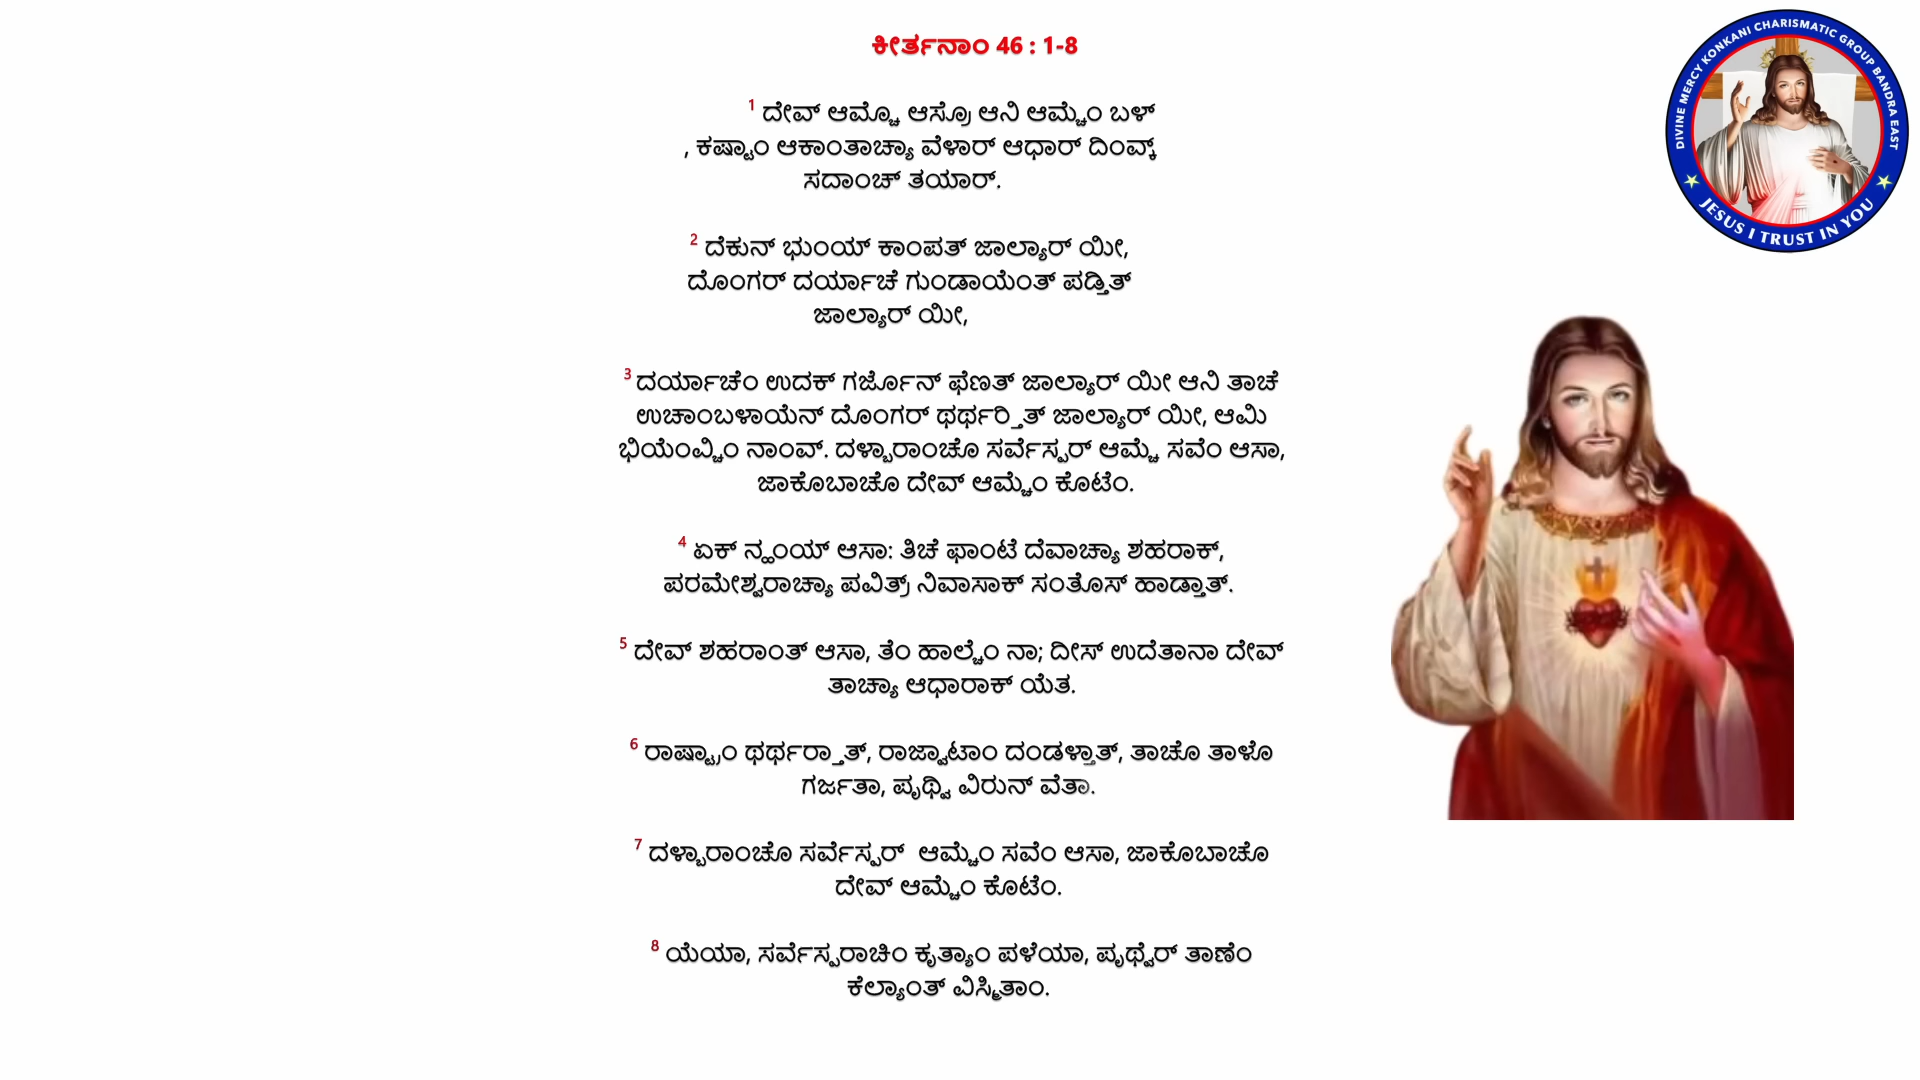 ಕೀರ್ತನಾಂ 46 : 1-8
DIVINE MERCY KONKANI CHARISMATIC GROUP BANDRA EAST
JESUS I TRUST IN YOU
1 ದೇವ್ ಆಮ್ಚೊ ಆಸ್ರೊ ಆನಿ ಆಮ್ಚೆಂ ಬಳ್
, ಕಷ್ಟಾಂ ಆಕಾಂತಾಚ್ಯಾ ವೆಳಾರ್ ಆಧಾರ್ ದಿಂವ್ಕ್
ಸದಾಂಚ್ ತಯಾರ್.
2 ದೆಕುನ್ ಭುಂಯ್ ಕಾಂಪತ್ ಜಾಲ್ಯಾರ್ ಯೀ,
ದೊಂಗರ್ ದರ್ಯಾಚೆ ಗುಂಡಾಯೆಂತ್ ಪಡ್ತಿತ್
ಜಾಲ್ಯಾರ್ ಯೀ,
3 ದರ್ಯಾಚೆಂ ಉದಕ್ ಗರ್ಜೊನ್ ಫೆಣತ್ ಜಾಲ್ಯಾರ್ ಯೀ ಆನಿ ತಾಚೆ
ಉಚಾಂಬಳಾಯೆನ್ ದೊಂಗರ್ ಥರ್ಥರ‍್ತಿತ್ ಜಾಲ್ಯಾರ್ ಯೀ, ಆಮಿ
ಭಿಯೆಂವ್ಚಿಂ ನಾಂವ್. ದಳ್ಬಾರಾಂಚೊ ಸರ್ವೆಸ್ಪರ್ ಆಮ್ಚೆ ಸವೆಂ ಆಸಾ,
ಜಾಕೊಬಾಚೊ ದೇವ್ ಆಮ್ಚೆಂ ಕೊಟೆಂ.
4 ಏಕ್ ನ್ಹಂಯ್ ಆಸಾ: ತಿಚೆ ಫಾಂಟೆ ದೆವಾಚ್ಯಾ ಶಹರಾಕ್,
ಪರಮೇಶ್ವರಾಚ್ಯಾ ಪವಿತ್ರ್ ನಿವಾಸಾಕ್ ಸಂತೊಸ್ ಹಾಡ್ತಾತ್.
5 ದೇವ್ ಶಹರಾಂತ್ ಆಸಾ, ತೆಂ ಹಾಲ್ಚೆಂ ನಾ; ದೀಸ್ ಉದೆತಾನಾ ದೇವ್
ತಾಚ್ಯಾ ಆಧಾರಾಕ್ ಯೆತ.
6 ರಾಷ್ಟ್ರಾಂ ಥರ್ಥರ‍್ತಾತ್, ರಾಜ್ವಾಟಾಂ ದಂಡಳ್ತಾತ್, ತಾಚೊ ತಾಳೊ
ಗರ್ಜತಾ, ಪೃಥ್ವಿ ವಿರುನ್ ವೆತಾ.
7 ದಳ್ಬಾರಾಂಚೊ ಸರ್ವೆಸ್ಪರ್ ಆಮ್ಚೆಂ ಸವೆಂ ಆಸಾ, ಜಾಕೊಬಾಚೊ
ದೇವ್ ಆಮ್ಚೆಂ ಕೊಟೆಂ.
8 ಯೆಯಾ, ಸರ್ವೆಸ್ಪರಾಚಿಂ ಕೃತ್ಯಾಂ ಪಳೆಯಾ, ಪೃಥ್ವೆರ್ ತಾಣೆಂ
ಕೆಲ್ಯಾಂತ್ ವಿಸ್ಮಿತಾಂ.